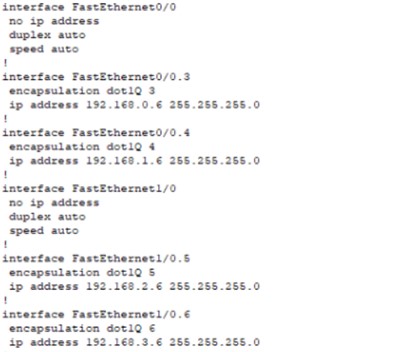 interface FastEthernet0/0
no ip address
duplex auto
speed auto
!
interface FastEthernet0/0.3
encapsulation dot1Q 3
ip address 192.168.0.6 255.255.255.0
!
interface FastEthernet0/0.4
encapsulation dot1Q 4
ip address 192.168.1.6 255.255.255.0
!
interface FastEthernet1/0
no ip address
duplex auto
speed auto
!
interface FastEthernet1/0.5
encapsulation dot1Q 5
ip address 192.168.2.6 255.255.255.0
!
interface FastEthernet1/0.6
encapsulation dot1Q 6
ip address 192.168.3.6 255.255.255.0